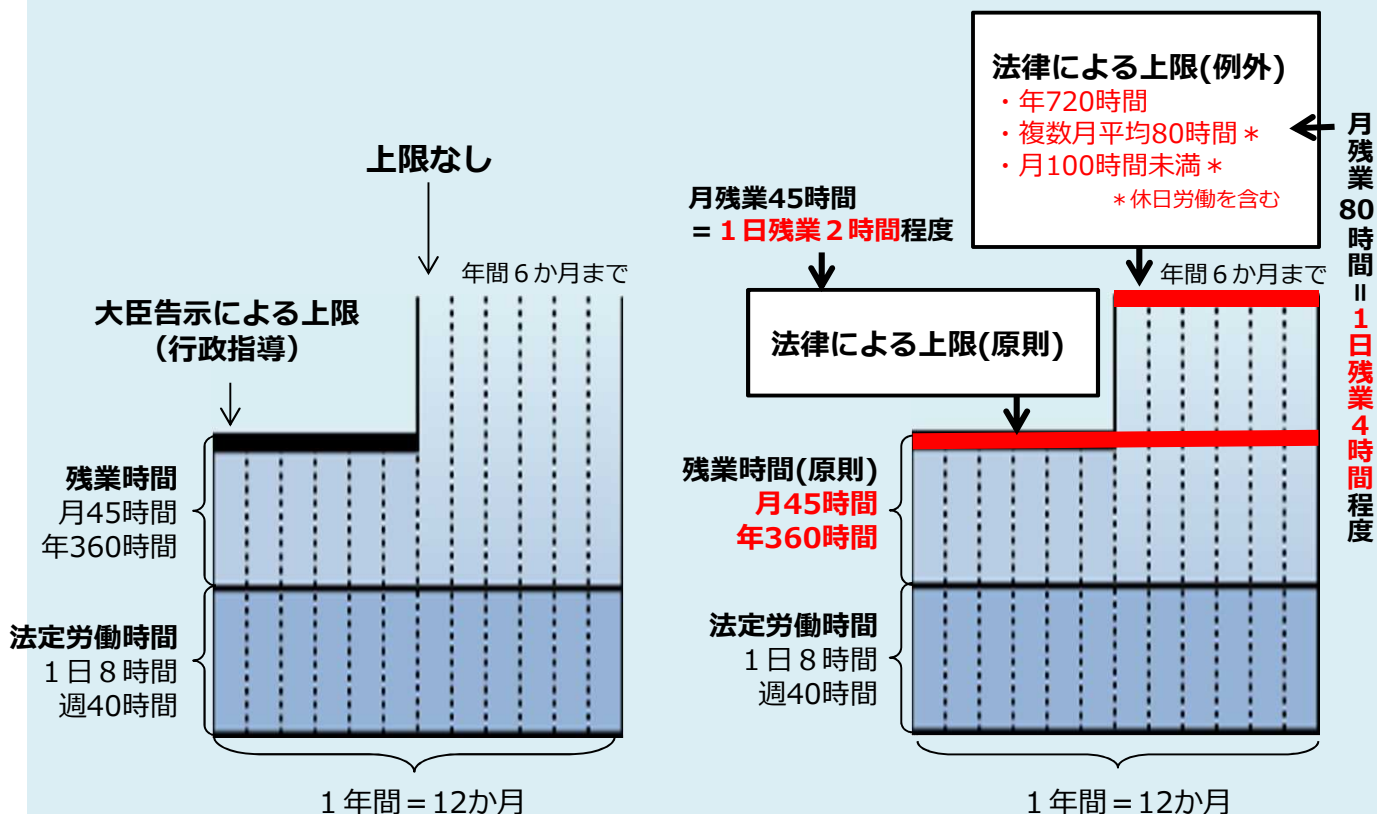 上限なし
年間６か月まで
大臣告示による上限
（行政指導）
残業時間
月45時間
年360時間
法定労働時間
１日８時間
週40時間
１年間＝12か月
法律による上限(例外)
・年720時間
・複数月平均80時間＊
・月100時間未満＊
＊休日労働を含む
月残業80時間＝１日残業４時間程度
月残業45時間
＝１日残業２時間程度
年間６か月まで
法律による上限(原則)
残業時間(原則)
月45時間
年360時間
法定労働時間
１日８時間
週40時間
１年間＝12か月